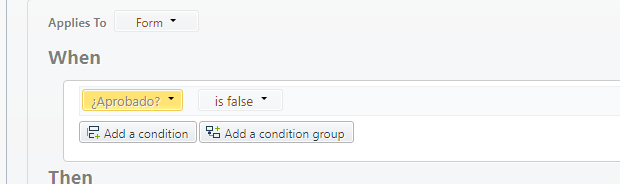 Applies To Form
When
¿Aprobado? is false
Add a condition Add a condition group
Then